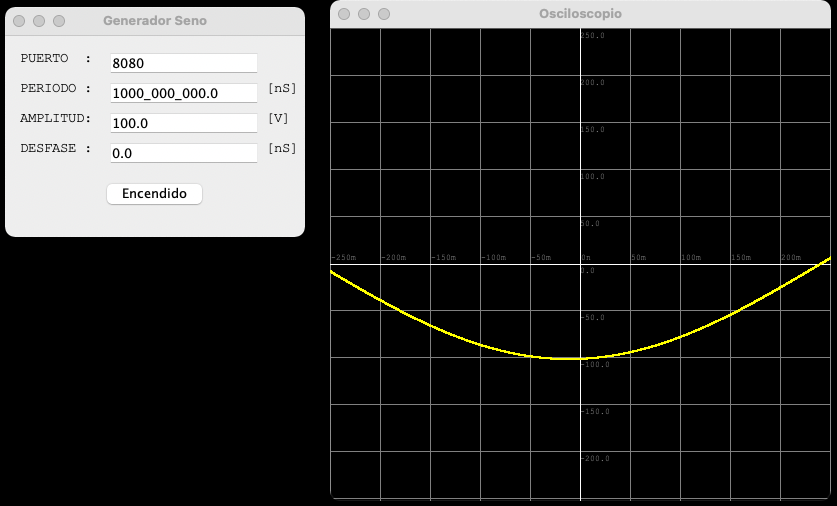 Generador Seno
PUERTO  : 8080
PERIODO : 1000_000_000.0 [nS]
AMPLITUD: 100.0 [V]
DESFASE : 0.0 [nS]
Encendido
Osciloscopio
250.0
200.0
150.0
100.0
50.0
-250m -200m -150m -100m -50m 0m 50m 100m 150m 200m
0.0
-50.0
-100.0
-150.0
-200.0